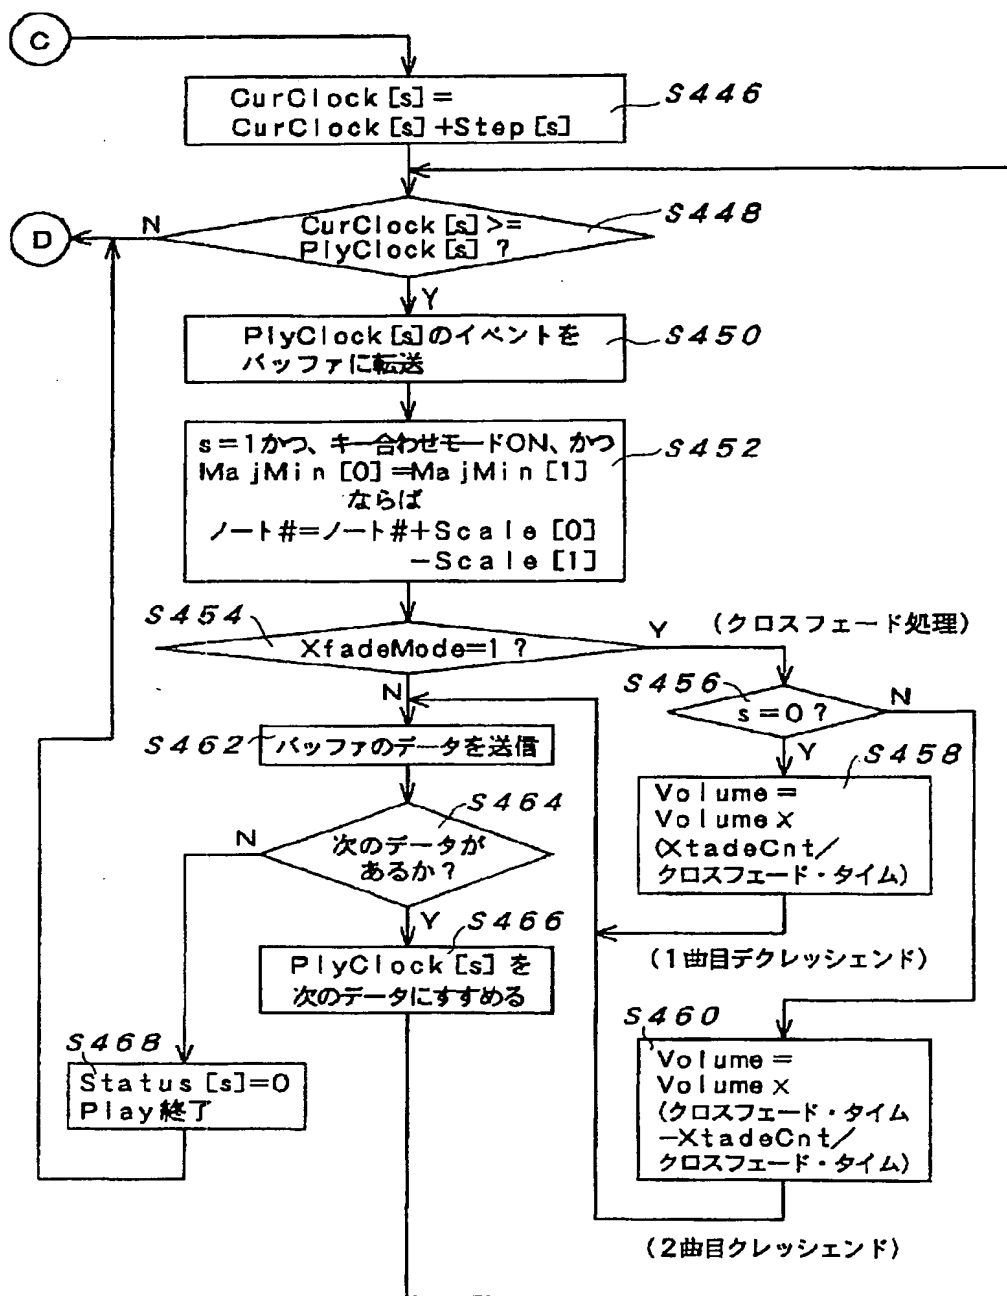 C
CurClock[s]=
CurClock[s]+Step[s]
S446
D
N
CurClock[s]>=
PlyClock[s] ?
S448
Y
PlyClock[s]のイベントを
バッファに転送
S450
s=1かつ、キー合わせモードON、かつ
MajMin[0]=MajMin[1]
ならば
ノート#=ノート#+Scale[0]
-Scale[1]
S452
S454
XfadeMode=1?
Y
(クロスフェード処理)
N
S456
s=0?
N
Y
S462
バッファのデータを送信
S458
Volume=
Volume×
(XtadeCnt/
クロスフェード・タイム)
(1曲目デクレッシェンド)
S464
N
次のデータが
あるか?
Y
S466
PlyClock[s]を
次のデータにすすめる
S468
Status[s]=0
Play終了
S460
Volume=
Volume×
(クロスフェード・タイム
-XtadeCnt/
クロスフェード・タイム)
(2曲目クレッシェンド)